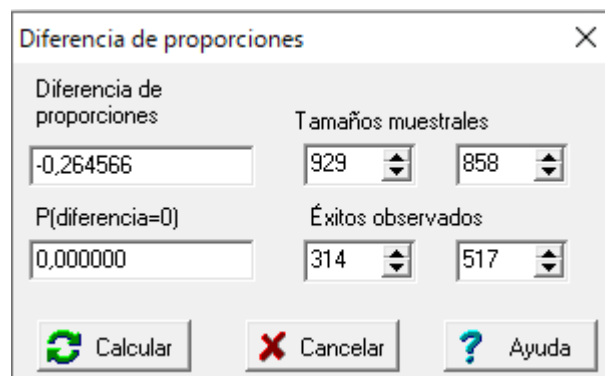 Diferencia de proporciones
Diferencia de
proporciones
Tamaños muestrales
-0,264566
929
858
P(diferencia=0)
Éxitos observados
0,000000
314
517
Calcular
Cancelar
? Ayuda